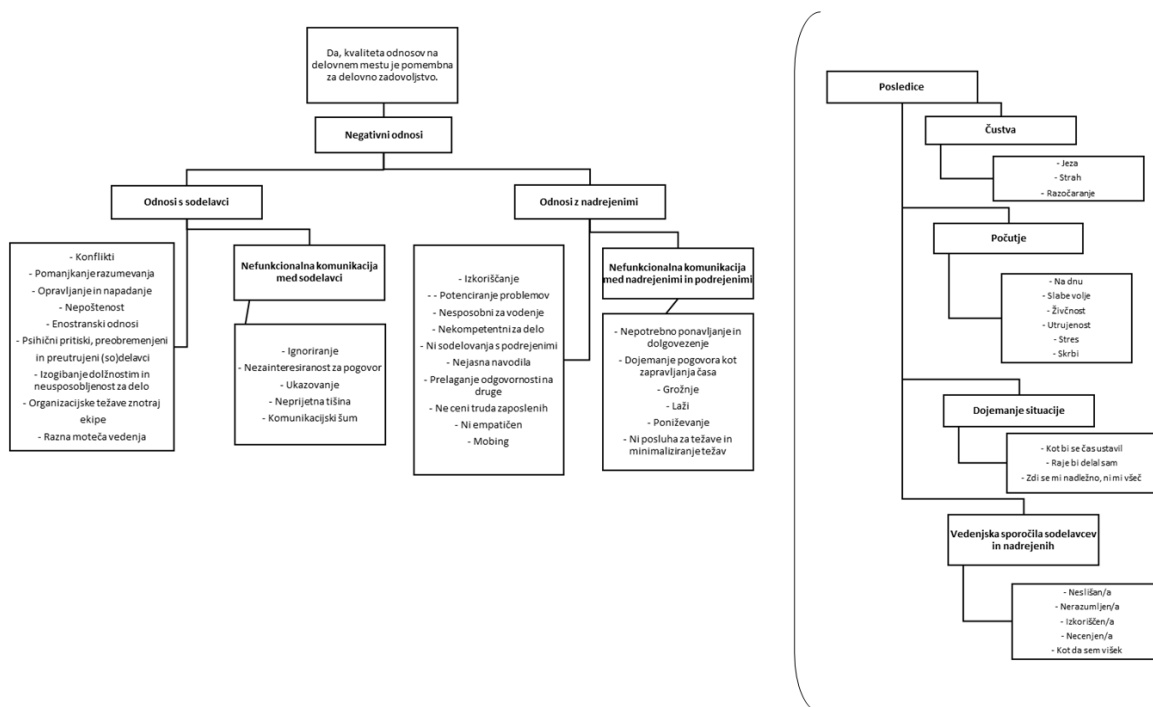 Da, kvaliteta odnosov na
delovnem mestu je pomembna
za delovno zadovoljstvo.
Negativni odnosi
Odnosi s sodelavci
- Konflikti
- Pomanjkanje razumevanja
- Opravljanje in napadanje
- Nepoštenost
- Enostranski odnosi
- Psihični pritiski, preobremenjeni
in preutrujeni (so)delavci
- Izogibanje dolžnostim in
neusposobljenost za delo
- Organizacijske težave znotraj
ekipe
- Razna moteča vedenja
Nefunkcionalna komunikacija
med sodelavci
- Ignoriranje
- Nezainteresiranost za pogovor
- Ukazovanje
- Neprijetna tišina
- Komunikacijski šum
Odnosi z nadrejenimi
- Izkoriščanje
- - Potenciranje problemov
- Nesposobni za vodenje
- Nekompetentni za delo
- Ni sodelovanja s podrejenimi
- Nejasna navodila
- Prelaganje odgovornosti na
druge
- Ne ceni truda zaposlenih
- Ni empatičen
- Mobing
Nefunkcionalna komunikacija
med nadrejenimi in podrejenimi
- Nepotrebno ponavljanje in
dolgovezenje
- Dojemanje pogovora kot
zapravljanja časa
- Grožnje
- Laži
- Poniževanje
- Ni posluha za težave in
minimaliziranje težav
Posledice
Čustva
- Jeza
- Strah
- Razočaranje
Počutje
- Na dnu
- Slabe volje
- Živčnost
- Utrujenost
- Stres
- Skrbi
Dojemanje situacije
- Kot bi se čas ustavil
- Raje bi delal sam
- Zdi se mi nadležno, ni mi všeč
Vedenjska sporočila sodelavcev
in nadrejenih
- Neslišan/a
- Nerazumljen/a
- Izkoriščen/a
- Necenjen/a
- Kot da sem višek